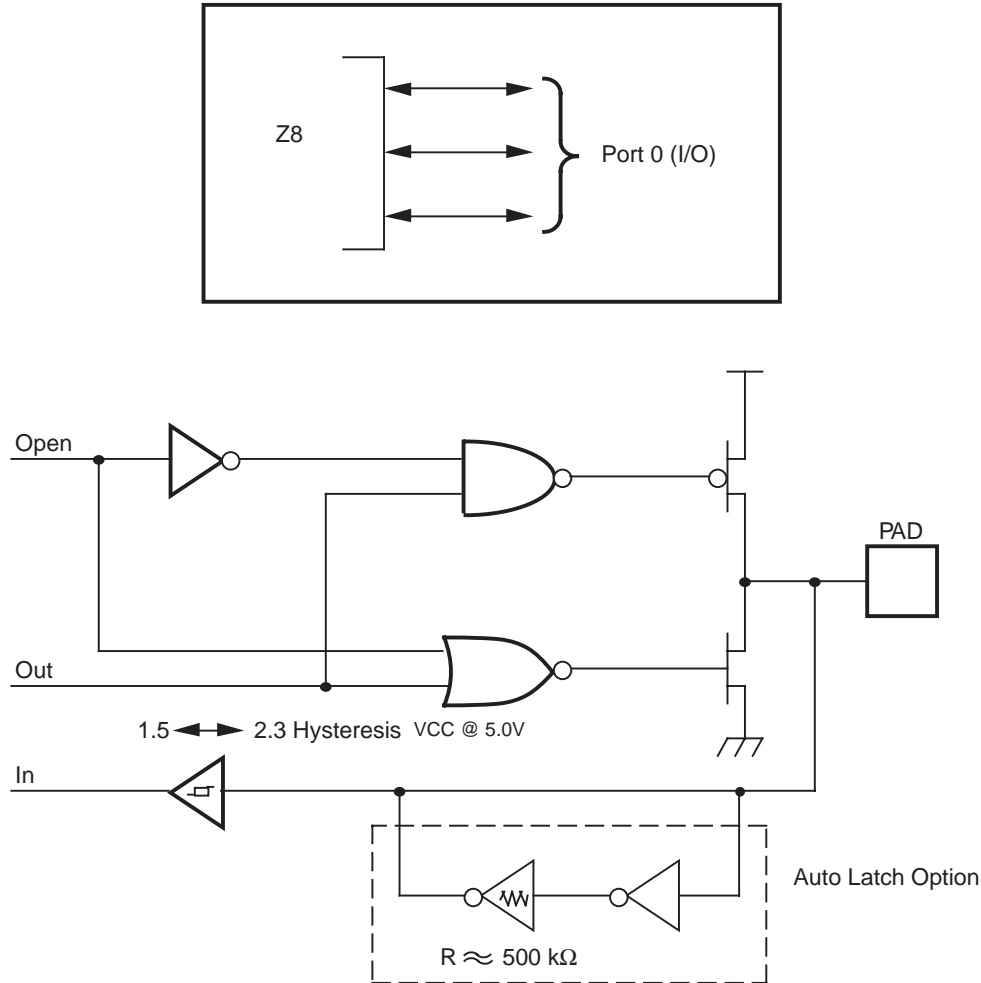 Z8
Port 0 (I/O)
Open
PAD
Out
1.5 2.3 Hysteresis VCC @ 5.0V
In
Auto Latch Option
R ≈ 500 kΩ